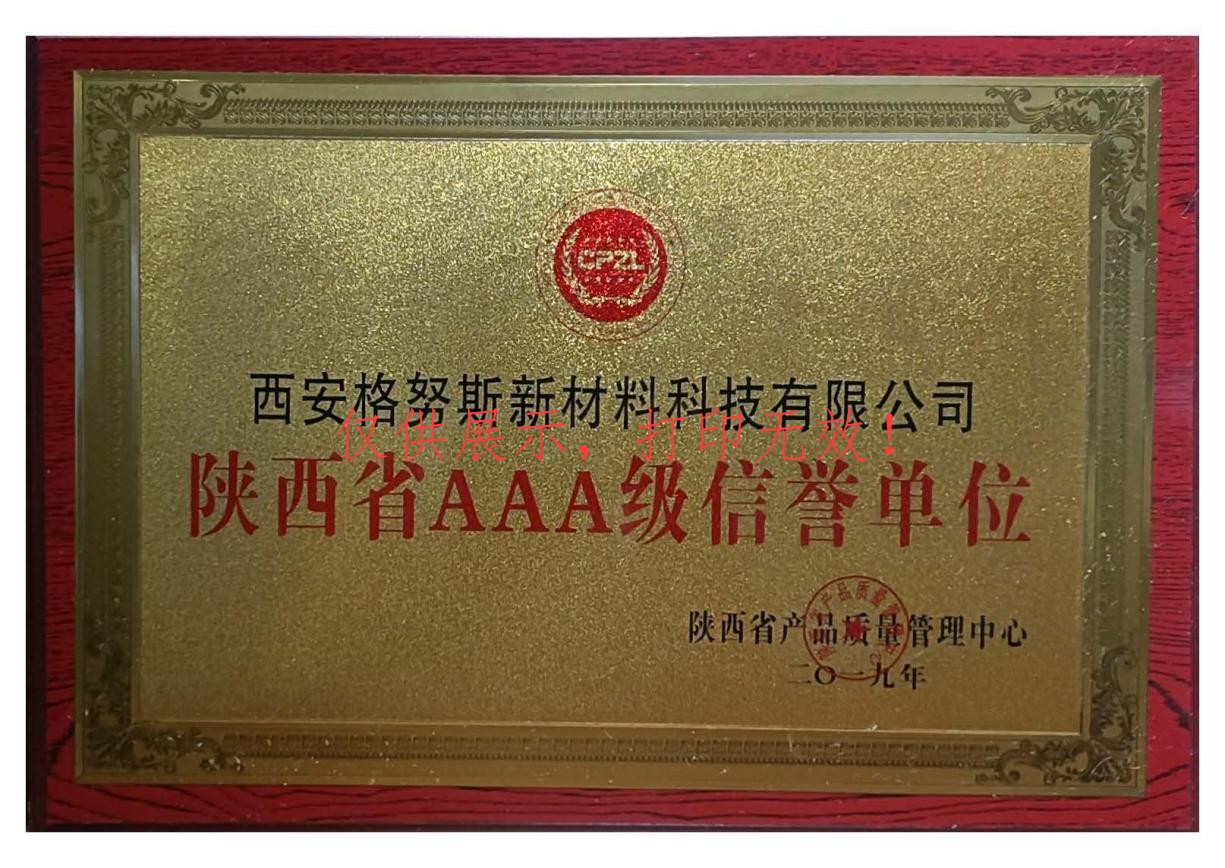 CPZL
西安格努斯新材料科技有限公司
仅供展示，打印无效！
陕西省AAA级信誉单位
陕西省产品质量管理中心
二〇一九年